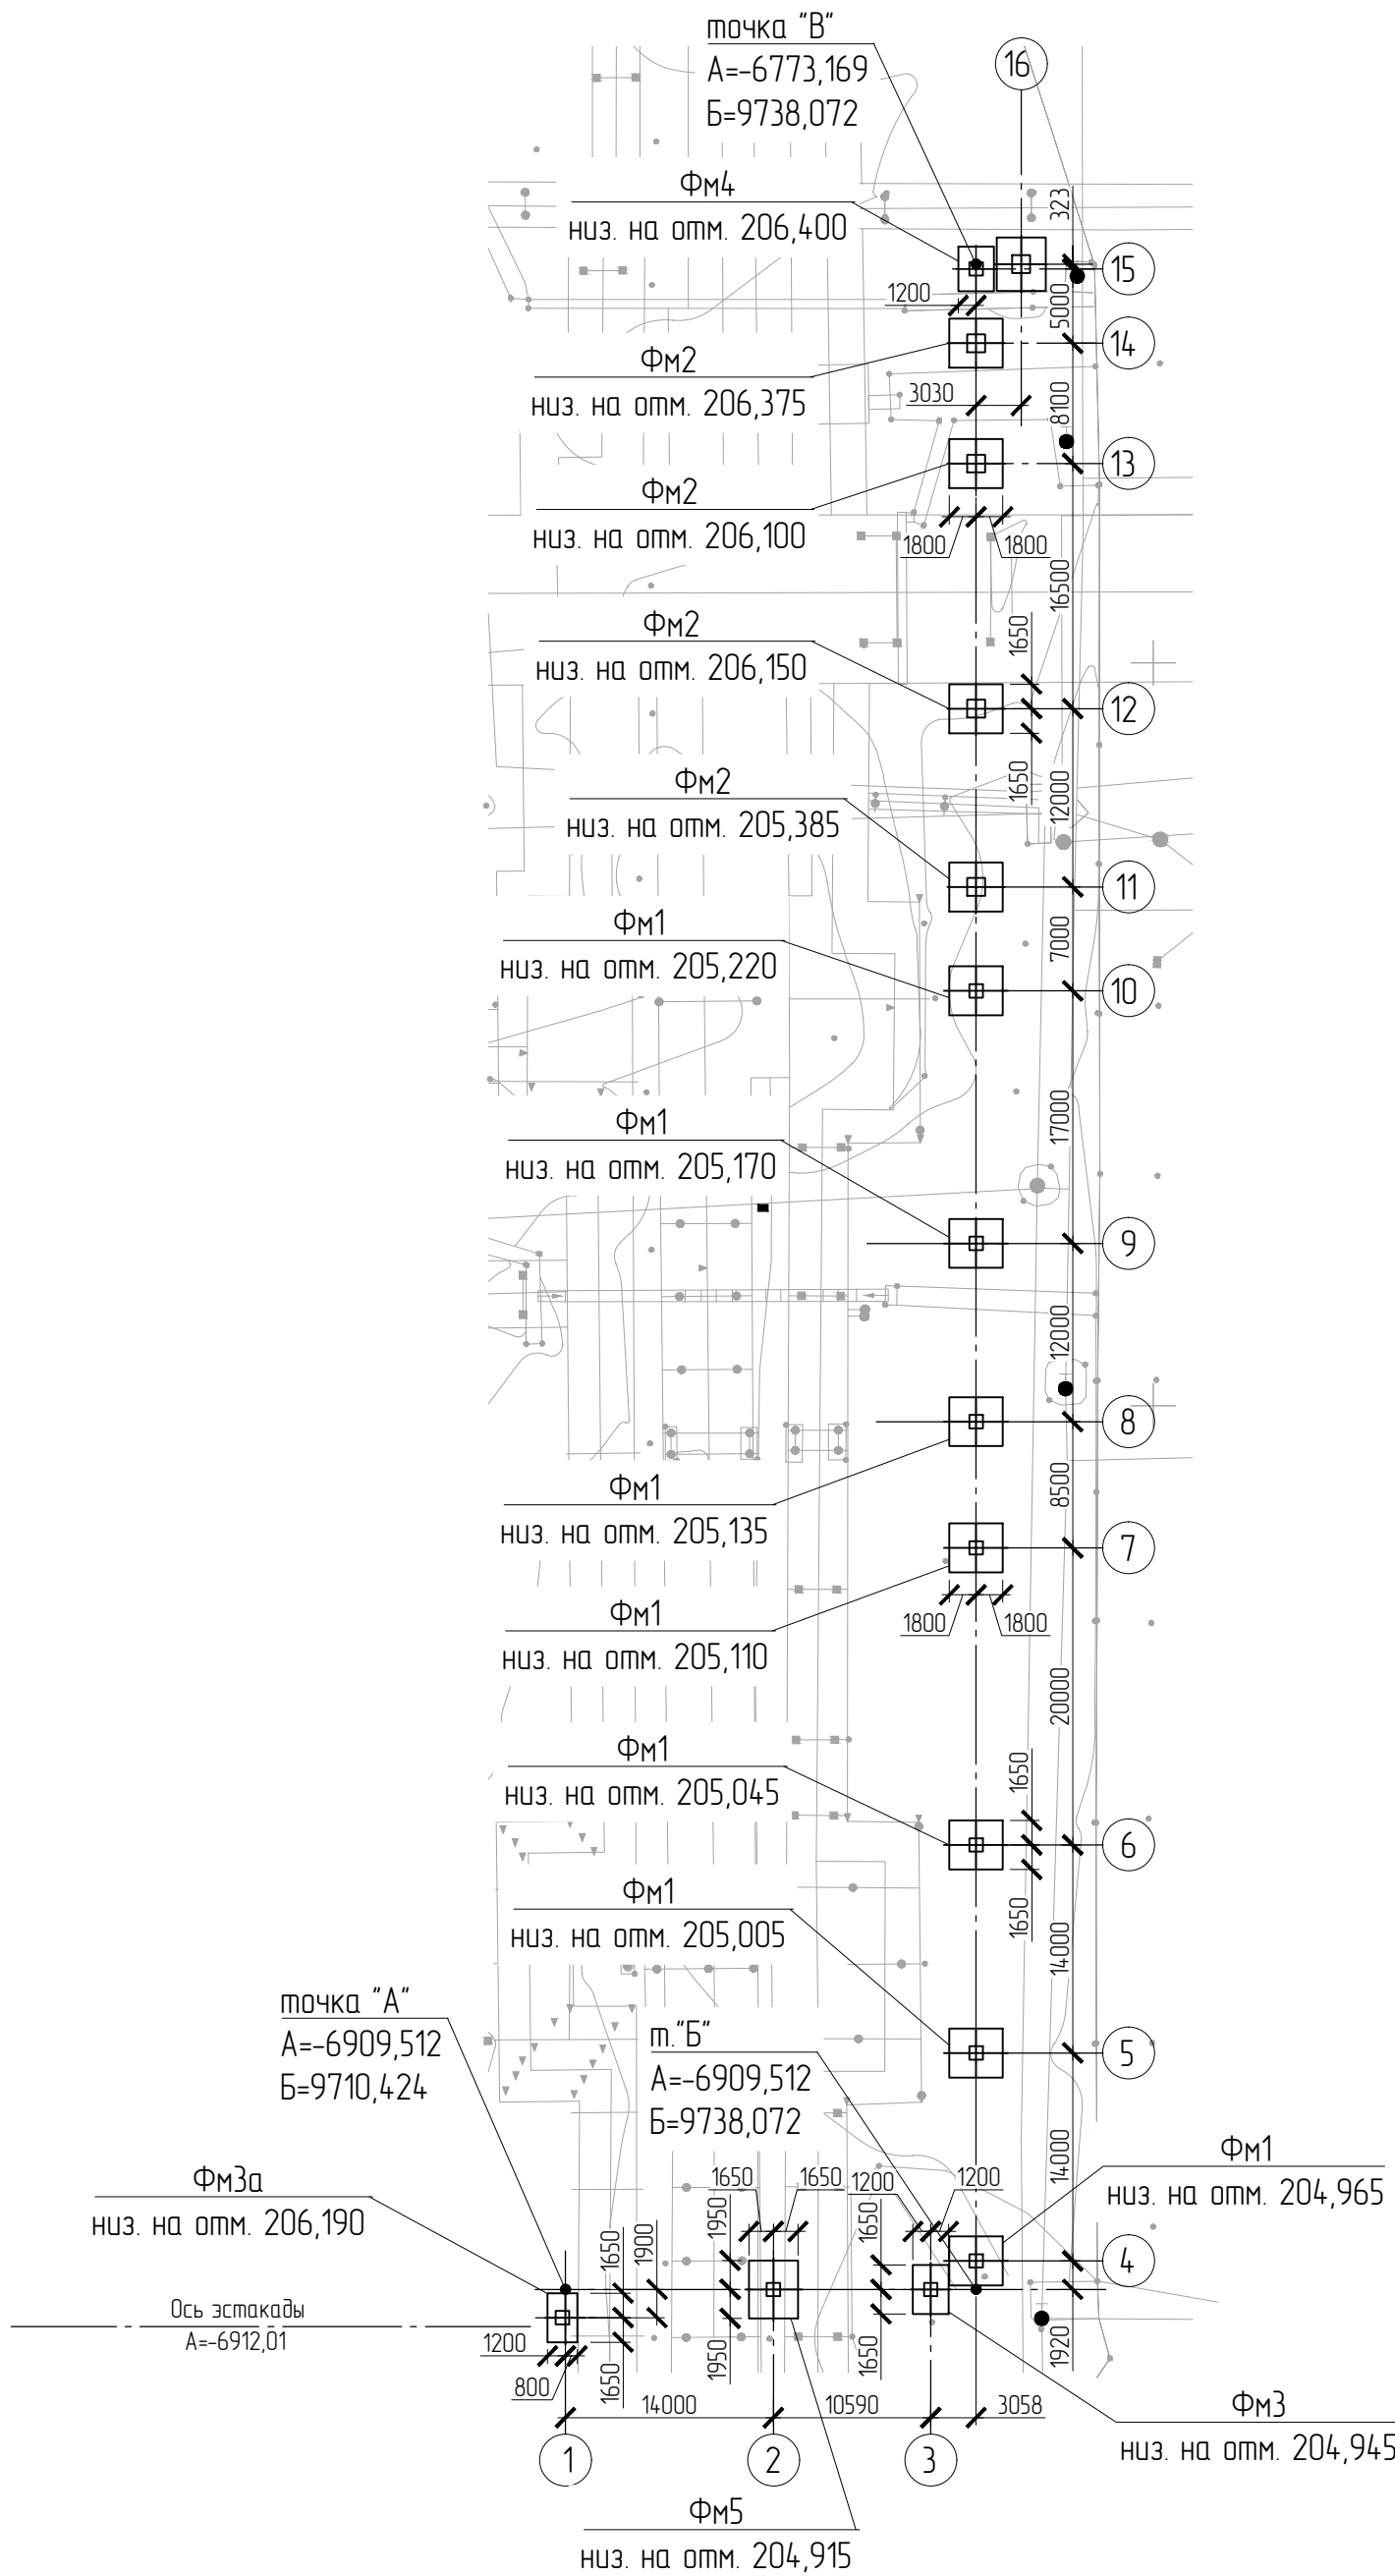 точка "В"
А=-6773,169
Б=9738,072
16
Фм4
низ. на отм. 206,400
323
15
1200
5000
14
Фм2
низ. на отм. 206,375
3030
8100
13
Фм2
низ. на отм. 206,100
1800
1800
16500
Фм2
низ. на отм. 206,150
1650
12
1650
12000
Фм2
низ. на отм. 205,385
11
7000
Фм1
низ. на отм. 205,220
10
17000
Фм1
низ. на отм. 205,170
9
12000
8
8500
Фм1
низ. на отм. 205,135
7
Фм1
низ. на отм. 205,110
1800
1800
20000
Фм1
низ. на отм. 205,045
1650
6
1650
Фм1
низ. на отм. 205,005
14000
точка "А"
А=-6909,512
Б=9710,424
т."Б"
А=-6909,512
Б=9738,072
5
14000
Фм1
низ. на отм. 204,965
Фм3а
низ. на отм. 206,190
1650
1650
1200
1200
1950
1650
1650
1900
4
Ось эстакады
А=-6912,01
1200
800
1650
1950
1650
1920
14000
10590
3058
Фм3
низ. на отм. 204,945
1
2
3
Фм5
низ. на отм. 204,915